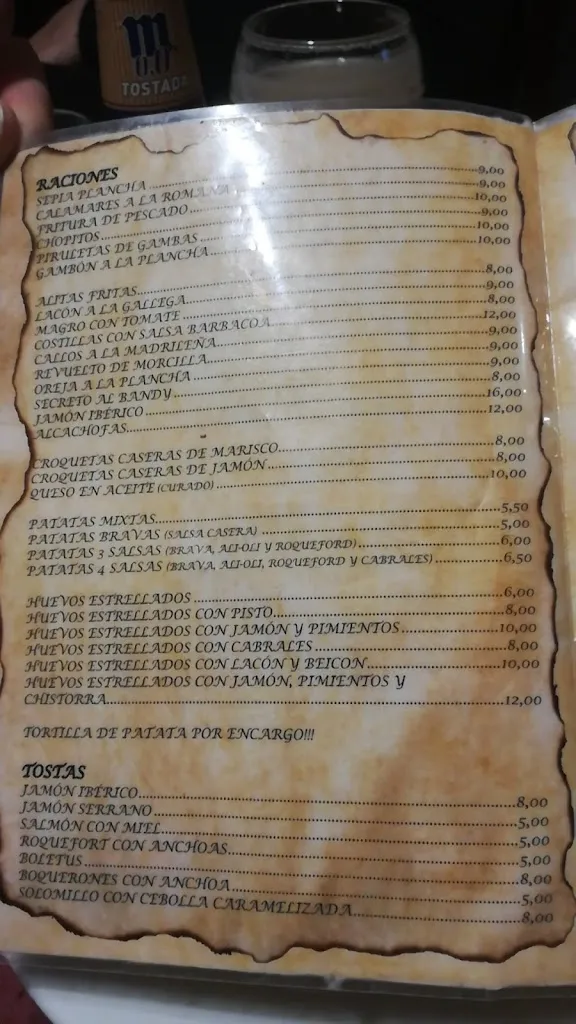 m
0,0
TOSTADA
RACIONES
SEPIA PLANCHA 9,00
CALAMARES A LA ROMANA 9,00
FRITURA DE PESCADO 10,00
CHOPITOS 9,00
PIRULETAS DE GAMBAS 10,00
GAMBÓN A LA PLANCHA 10,00
ALITAS FRITAS 8,00
LACÓN A LA GALLEGA 9,00
MAGRO CON TOMATE 8,00
COSTILLAS CON SALSA BARBACOA 12,00
CALLOS A LA MADRILEÑA 9,00
REVUELTO DE MORCILLA 9,00
OREJA A LA PLANCHA 9,00
SECRETO AL BANDY 8,00
JAMÓN IBÉRICO 16,00
ALCACHOFAS 12,00
CROQUETAS CASERAS DE MARISCO 8,00
CROQUETAS CASERAS DE JAMÓN 8,00
QUESO EN ACEITE (CURADO) 10,00
PATATAS MIXTAS 5,50
PATATAS BRAVAS (SALSA CASERA) 5,00
PATATAS 3 SALSAS (BRAVA, ALI-OLI Y ROQUEFORD) 6,00
PATATAS 4 SALSAS (BRAVA, ALI-OLI, ROQUEFORD Y CABRALES) 6,50
HUEVOS ESTRELLADOS 6,00
HUEVOS ESTRELLADOS CON PISTO 8,00
HUEVOS ESTRELLADOS CON JAMÓN Y PIMIENTOS 10,00
HUEVOS ESTRELLADOS CON CABRALES 8,00
HUEVOS ESTRELLADOS CON LACÓN Y BEICON 10,00
HUEVOS ESTRELLADOS CON JAMÓN, PIMIENTOS Y
CHISTORRA 12,00
TORTILLA DE PATATA POR ENCARGO!!!
TOSTAS
JAMÓN IBÉRICO 8,00
JAMÓN SERRANO 5,00
SALMÓN CON MIEL 5,00
ROQUEFORT CON ANCHOAS 5,00
BOLETUS 8,00
BOQUERONES CON ANCHOA 5,00
SOLOMILLO CON CEBOLLA CARAMELIZADA 8,00